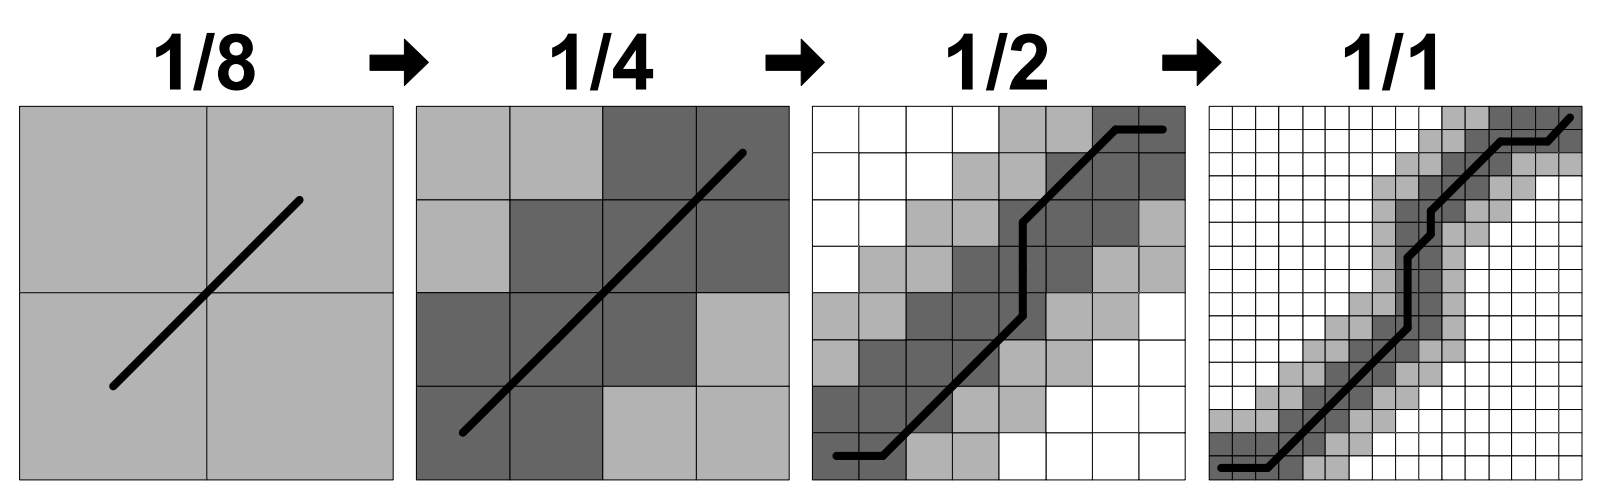 1/8 → 1/4 → 1/2 → 1/1